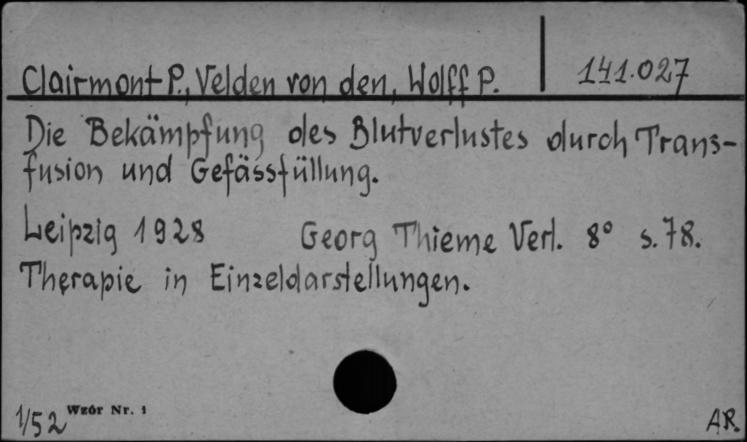 Clairmont P., Velden von den, Wolff P. 141.027
Die Bekämpfung des Blutverlustes durch Trans-
fusion und Gefässfüllung.
Leipzig 1928 Georg Thieme Verl. 8° s. 78.
Therapie in Einzeldarstellungen.
1/52 Wzór Nr. 1 AR.